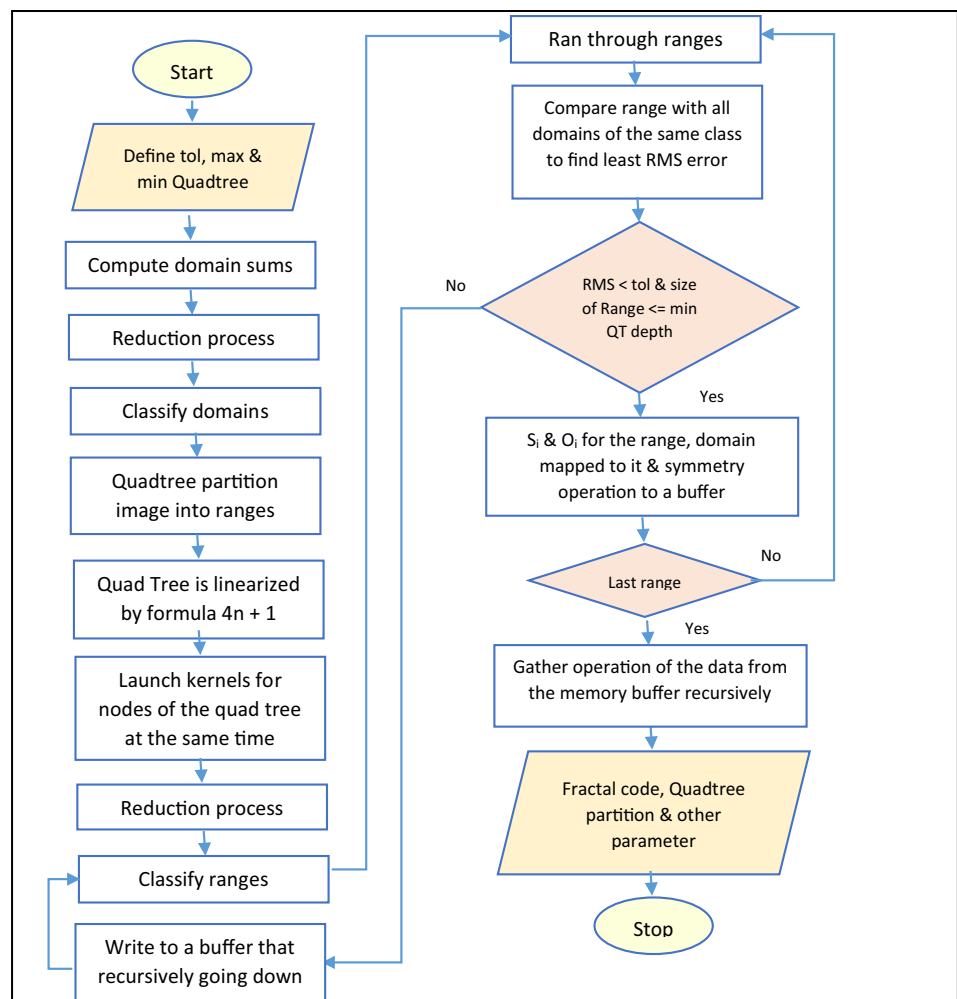 Start
Define tol, max &
min Quadtree
Compute domain sums
Reduction process
Classify domains
Quadtree partition
image into ranges
Quad Tree is linearized
by formula 4n + 1
Launch kernels for
nodes of the quad tree
at the same time
Reduction process
Classify ranges
Write to a buffer that
recursively going down
Ran through ranges
Compare range with all
domains of the same class
to find least RMS error
RMS < tol & size
of Range <= min
QT depth
No
Yes
Sᵢ & Oᵢ for the range, domain
mapped to it & symmetry
operation to a buffer
Last range
No
Yes
Gather operation of the data from
the memory buffer recursively
Fractal code, Quadtree
partition & other
parameter
Stop